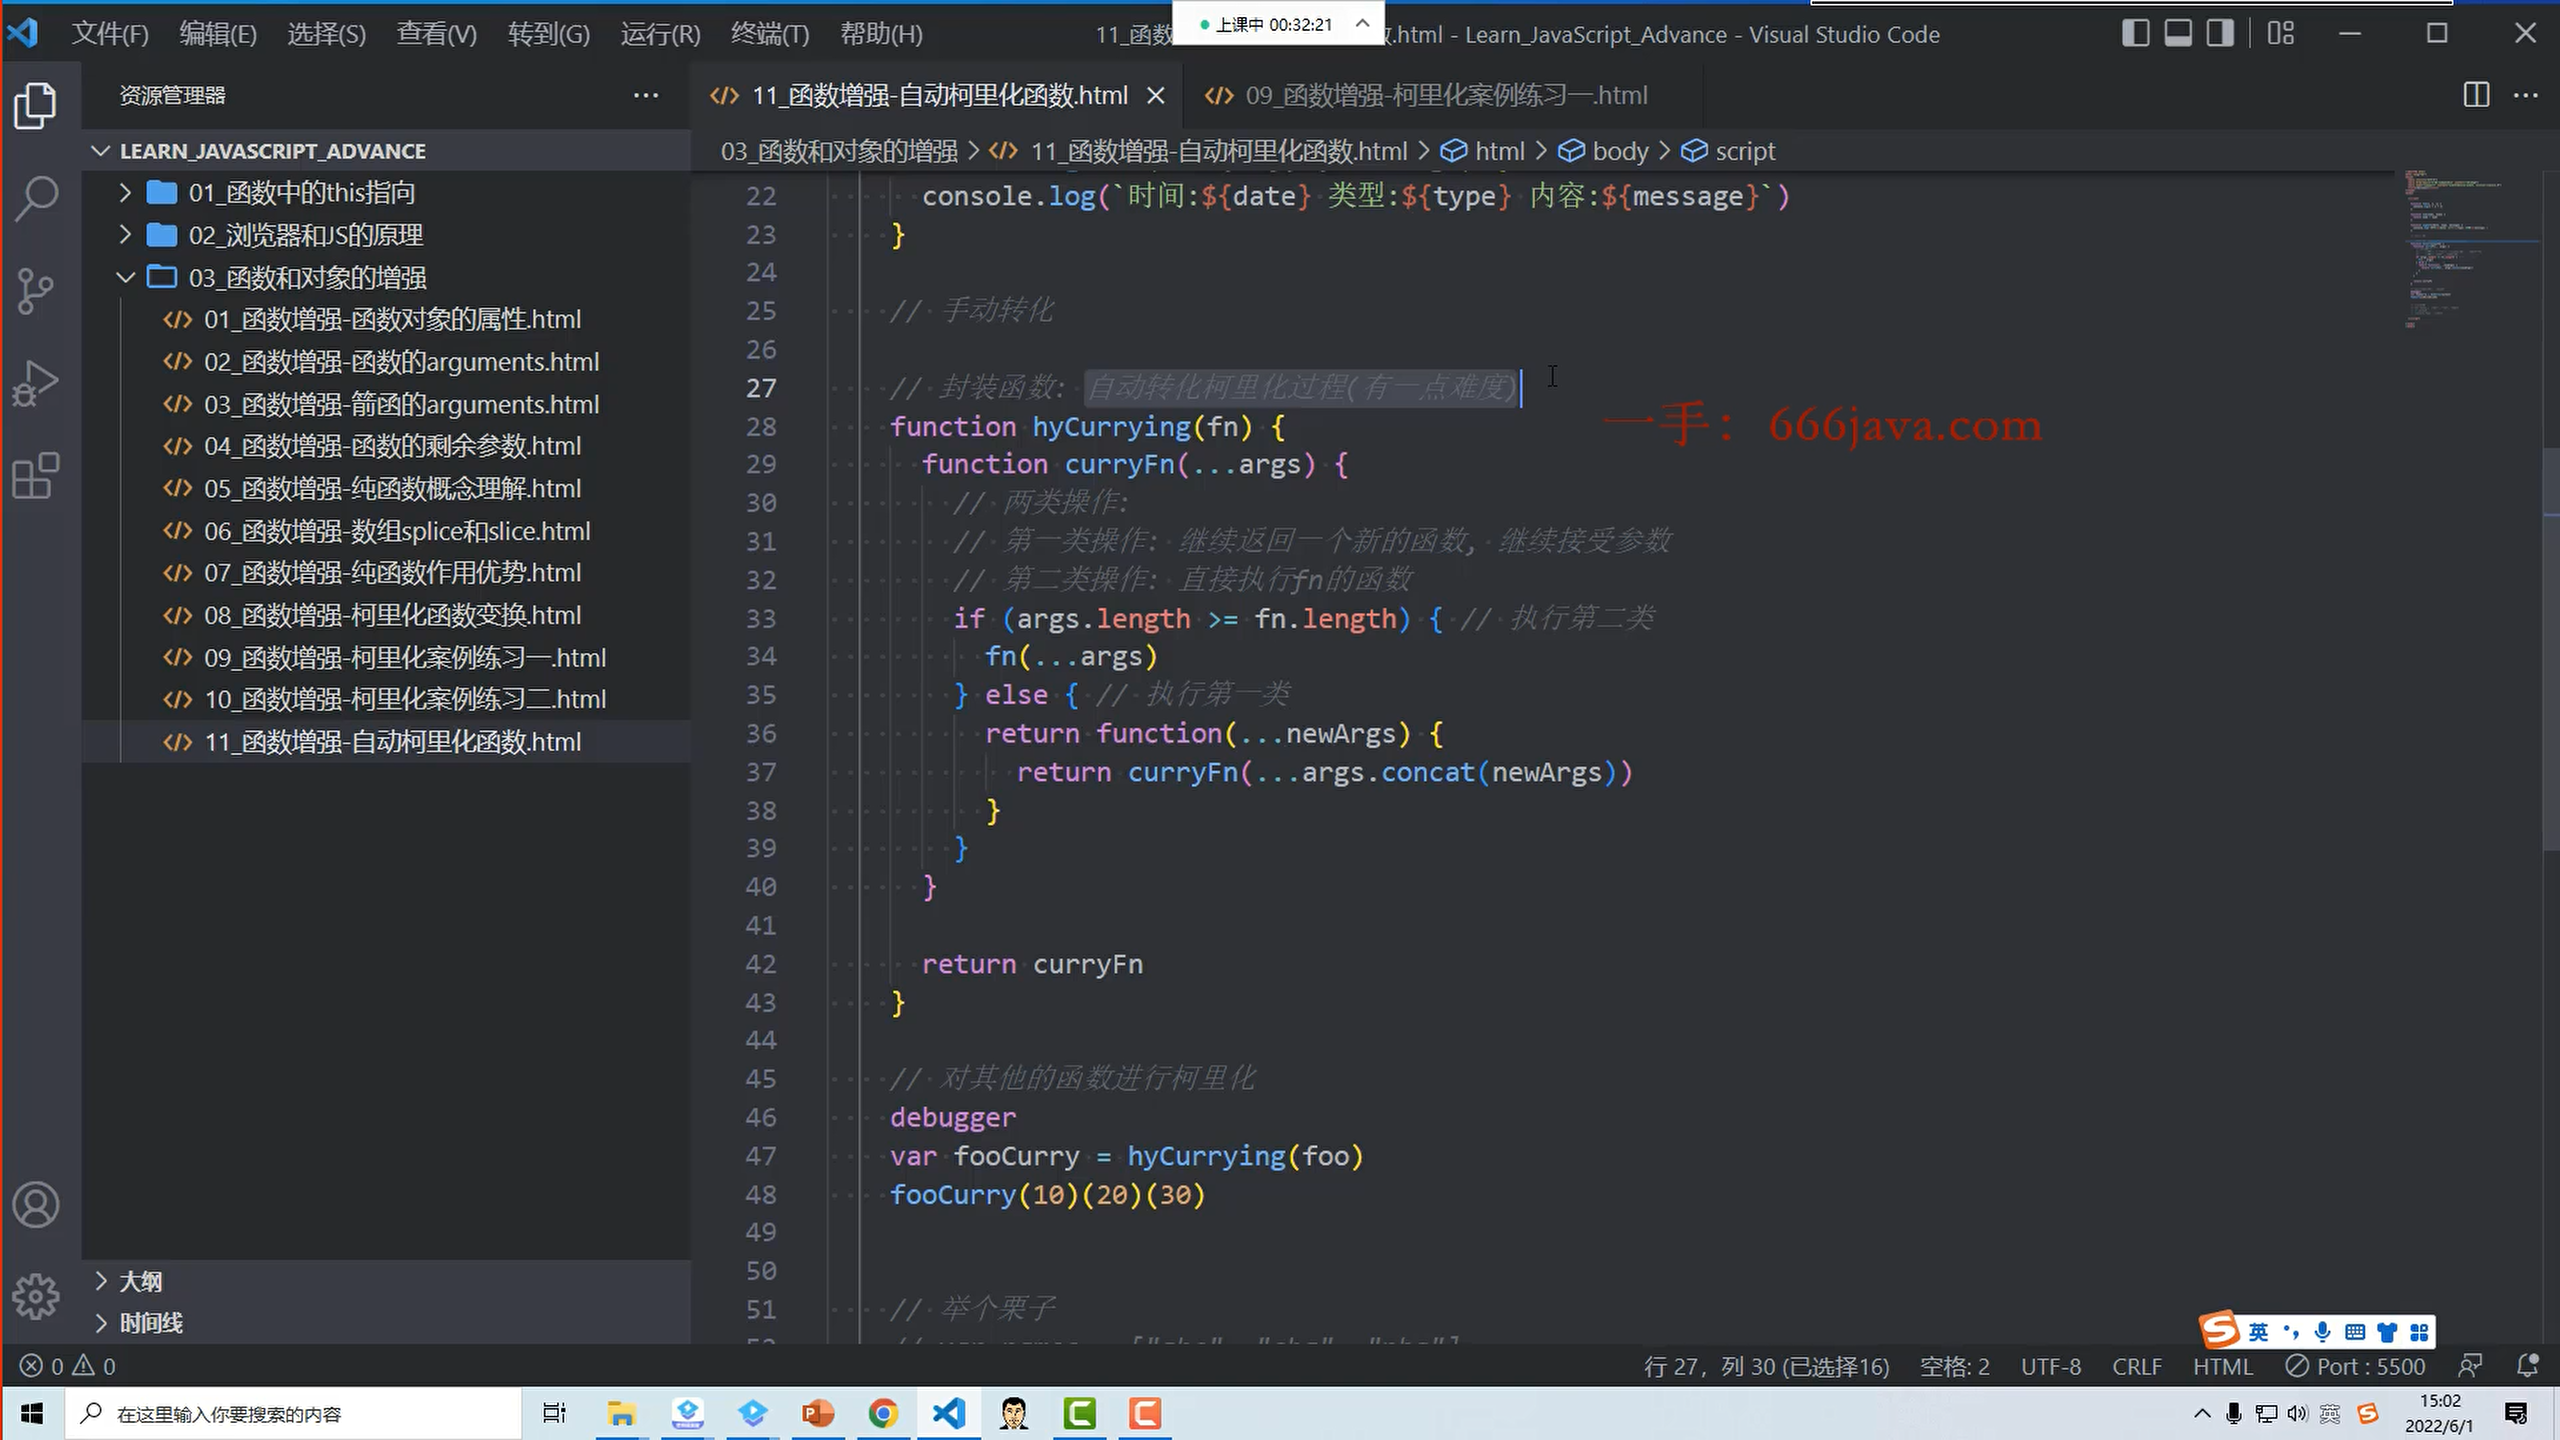 文件(F) 编辑(E) 选择(S) 查看(V) 转到(G) 运行(R) 终端(T) 帮助(H)
上课中 00:32:21
11_函数 .html - Learn_JavaScript_Advance - Visual Studio Code
资源管理器
LEARN_JAVASCRIPT_ADVANCE
01_函数中的this指向
02_浏览器和JS的原理
03_函数和对象的增强
01_函数增强-函数对象的属性.html
02_函数增强-函数的arguments.html
03_函数增强-箭函的arguments.html
04_函数增强-函数的剩余参数.html
05_函数增强-纯函数概念理解.html
06_函数增强-数组splice和slice.html
07_函数增强-纯函数作用优势.html
08_函数增强-柯里化函数变换.html
09_函数增强-柯里化案例练习一.html
10_函数增强-柯里化案例练习二.html
11_函数增强-自动柯里化函数.html
大纲
时间线
11_函数增强-自动柯里化函数.html
09_函数增强-柯里化案例练习一.html
03_函数和对象的增强 > 11_函数增强-自动柯里化函数.html > html > body > script
22 console.log(`时间:${date} 类型:${type} 内容:${message}`)
23 }
24
25 // 手动转化
26
27 // 封装函数: 自动转化柯里化过程(有一点难度)
28 function hyCurrying(fn) {
29 function curryFn(...args) {
30 // 两类操作:
31 // 第一类操作: 继续返回一个新的函数, 继续接受参数
32 // 第二类操作: 直接执行fn的函数
33 if (args.length >= fn.length) { // 执行第二类
34 fn(...args)
35 } else { // 执行第一类
36 return function(...newArgs) {
37 return curryFn(...args.concat(newArgs))
38 }
39 }
40 }
41
42 return curryFn
43 }
44
45 // 对其他的函数进行柯里化
46 debugger
47 var fooCurry = hyCurrying(foo)
48 fooCurry(10)(20)(30)
49
50
51 // 举个栗子
一手：666java.com
英
0 0
行 27，列 30 (已选择16) 空格: 2 UTF-8 CRLF HTML Port : 5500
在这里输入你要搜索的内容
英
15:02
2022/6/1